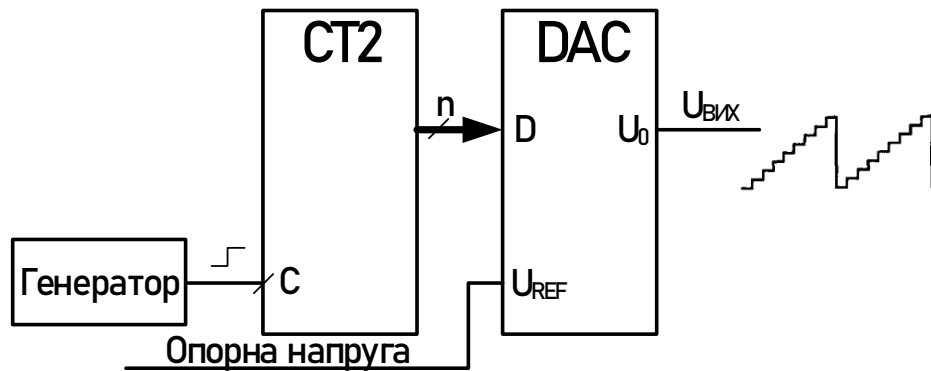 CT2
DAC
n
D
U₀
Uвих
Генератор
C
UREF
Опорна напруга